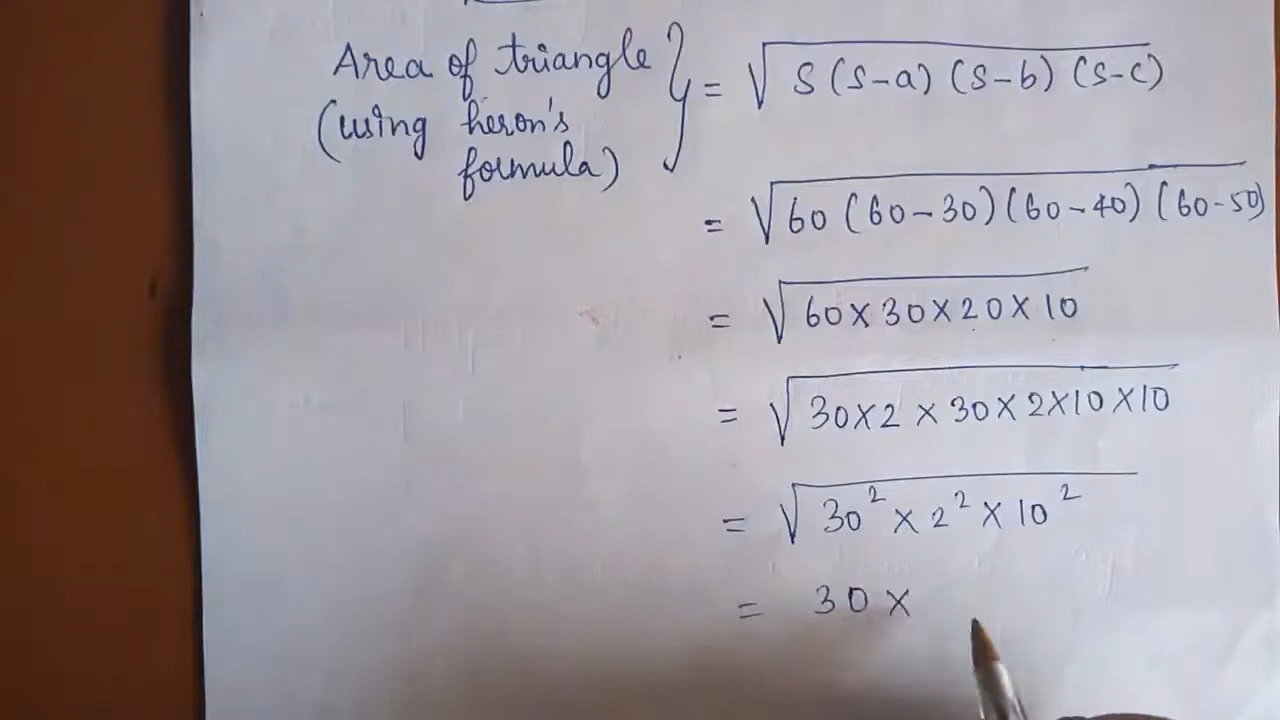 Area of triangle } = √S(S-a)(S-b)(S-c)
(using heron's
formula)
= √60(60-30)(60-40)(60-50)
= √60×30×20×10
= √30×2×30×2×10×10
= √30²×2²×10²
= 30×